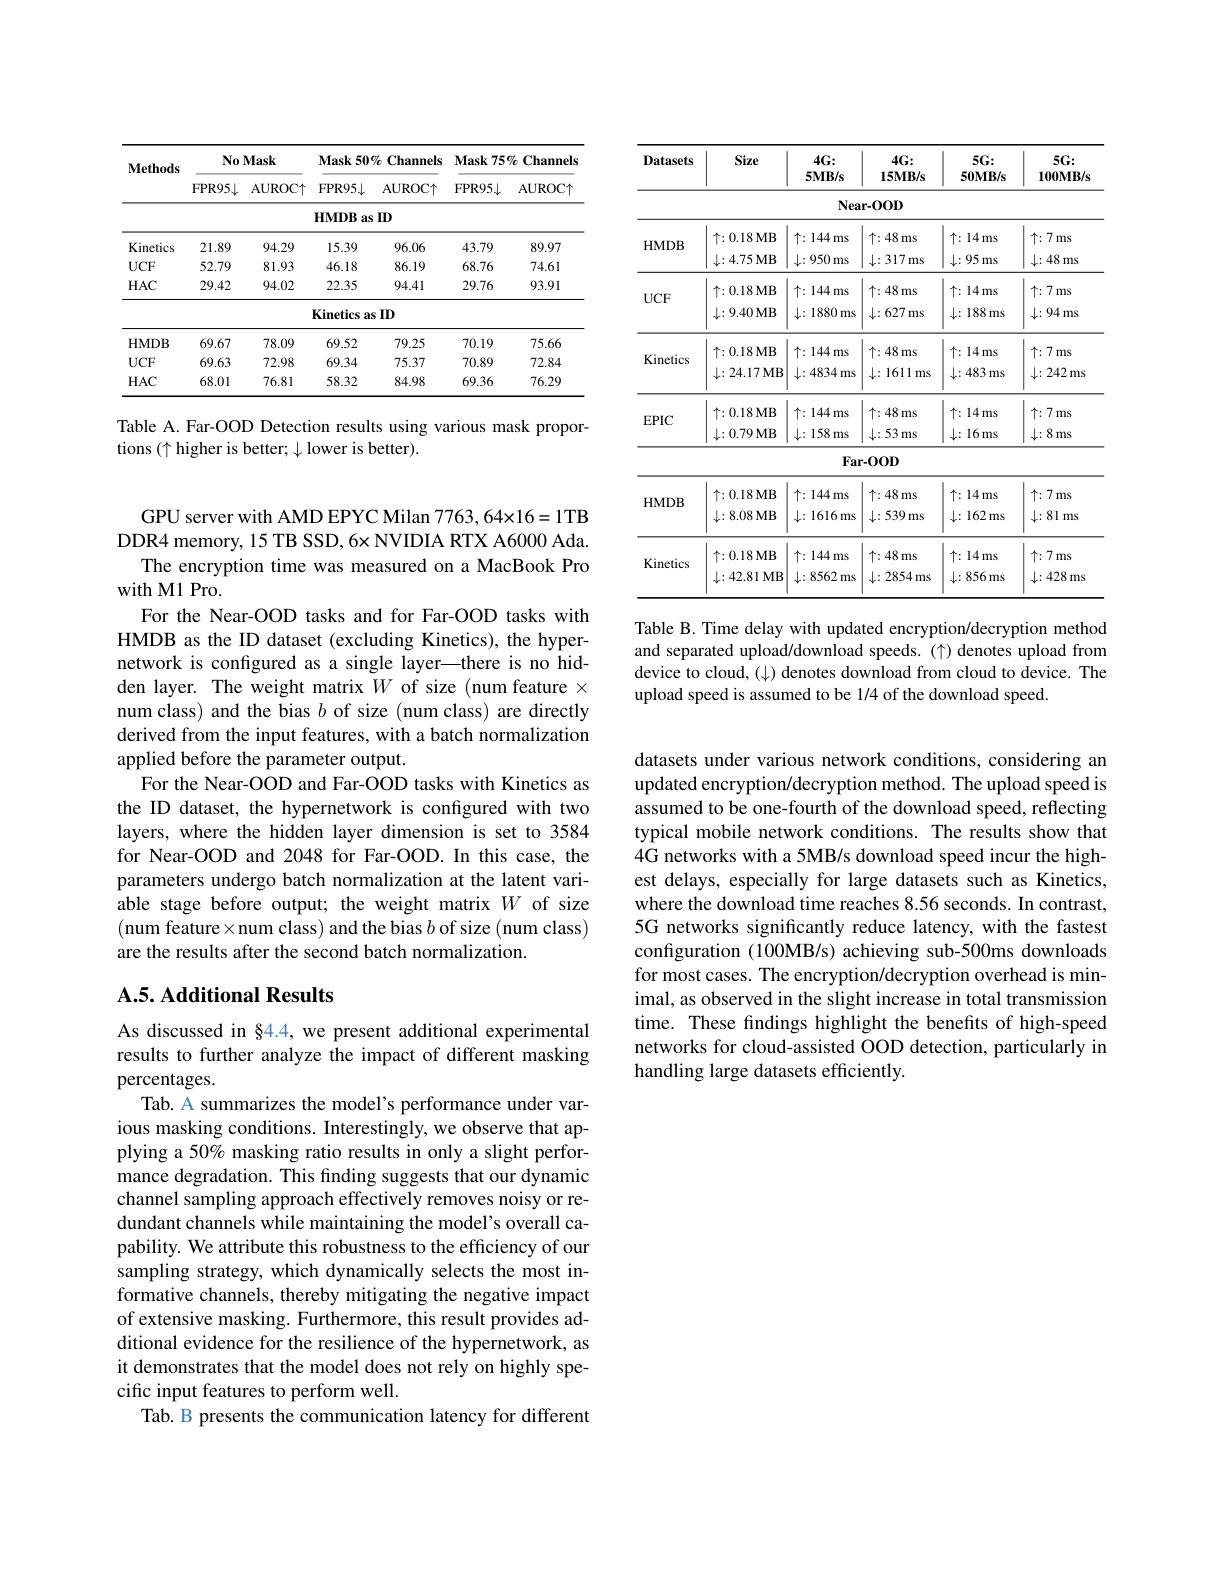 Methods No Mask Mask 50% Channels Mask 75% Channels
FPR95↓ AUROC↑ FPR95↓ AUROC↑ FPR95↓ AUROC↑
HMDB as ID
Kinetics 21.89 94.29 15.39 96.06 43.79 89.97
UCF 52.79 81.93 46.18 86.19 68.76 74.61
HAC 29.42 94.02 22.35 94.41 29.76 93.91
Kinetics as ID
HMDB 69.67 78.09 69.52 79.25 70.19 75.66
UCF 69.63 72.98 69.34 75.37 70.89 72.84
HAC 68.01 76.81 58.32 84.98 69.36 76.29
Table A. Far-OOD Detection results using various mask propor-
tions (↑ higher is better; ↓ lower is better).
GPU server with AMD EPYC Milan 7763, 64×16 = 1TB
DDR4 memory, 15 TB SSD, 6× NVIDIA RTX A6000 Ada.
The encryption time was measured on a MacBook Pro
with M1 Pro.
For the Near-OOD tasks and for Far-OOD tasks with
HMDB as the ID dataset (excluding Kinetics), the hyper-
network is configured as a single layer—there is no hid-
den layer. The weight matrix W of size (num feature ×
num class) and the bias b of size (num class) are directly
derived from the input features, with a batch normalization
applied before the parameter output.
For the Near-OOD and Far-OOD tasks with Kinetics as
the ID dataset, the hypernetwork is configured with two
layers, where the hidden layer dimension is set to 3584
for Near-OOD and 2048 for Far-OOD. In this case, the
parameters undergo batch normalization at the latent vari-
able stage before output; the weight matrix W of size
(num feature×num class) and the bias b of size (num class)
are the results after the second batch normalization.
A.5. Additional Results
As discussed in §4.4, we present additional experimental
results to further analyze the impact of different masking
percentages.
Tab. A summarizes the model's performance under var-
ious masking conditions. Interestingly, we observe that ap-
plying a 50% masking ratio results in only a slight perfor-
mance degradation. This finding suggests that our dynamic
channel sampling approach effectively removes noisy or re-
dundant channels while maintaining the model's overall ca-
pability. We attribute this robustness to the efficiency of our
sampling strategy, which dynamically selects the most in-
formative channels, thereby mitigating the negative impact
of extensive masking. Furthermore, this result provides ad-
ditional evidence for the resilience of the hypernetwork, as
it demonstrates that the model does not rely on highly spe-
cific input features to perform well.
Tab. B presents the communication latency for different
Datasets Size 4G: 4G: 5G: 5G:
5MB/s 15MB/s 50MB/s 100MB/s
Near-OOD
HMDB ↑: 0.18 MB ↑: 144 ms ↑: 48 ms ↑: 14 ms ↑: 7 ms
↓: 4.75 MB ↓: 950 ms ↓: 317 ms ↓: 95 ms ↓: 48 ms
UCF ↑: 0.18 MB ↑: 144 ms ↑: 48 ms ↑: 14 ms ↑: 7 ms
↓: 9.40 MB ↓: 1880 ms ↓: 627 ms ↓: 188 ms ↓: 94 ms
Kinetics ↑: 0.18 MB ↑: 144 ms ↑: 48 ms ↑: 14 ms ↑: 7 ms
↓: 24.17 MB ↓: 4834 ms ↓: 1611 ms ↓: 483 ms ↓: 242 ms
EPIC ↑: 0.18 MB ↑: 144 ms ↑: 48 ms ↑: 14 ms ↑: 7 ms
↓: 0.79 MB ↓: 158 ms ↓: 53 ms ↓: 16 ms ↓: 8 ms
Far-OOD
HMDB ↑: 0.18 MB ↑: 144 ms ↑: 48 ms ↑: 14 ms ↑: 7 ms
↓: 8.08 MB ↓: 1616 ms ↓: 539 ms ↓: 162 ms ↓: 81 ms
Kinetics ↑: 0.18 MB ↑: 144 ms ↑: 48 ms ↑: 14 ms ↑: 7 ms
↓: 42.81 MB ↓: 8562 ms ↓: 2854 ms ↓: 856 ms ↓: 428 ms
Table B. Time delay with updated encryption/decryption method
and separated upload/download speeds. (↑) denotes upload from
device to cloud, (↓) denotes download from cloud to device. The
upload speed is assumed to be 1/4 of the download speed.
datasets under various network conditions, considering an
updated encryption/decryption method. The upload speed is
assumed to be one-fourth of the download speed, reflecting
typical mobile network conditions. The results show that
4G networks with a 5MB/s download speed incur the high-
est delays, especially for large datasets such as Kinetics,
where the download time reaches 8.56 seconds. In contrast,
5G networks significantly reduce latency, with the fastest
configuration (100MB/s) achieving sub-500ms downloads
for most cases. The encryption/decryption overhead is min-
imal, as observed in the slight increase in total transmission
time. These findings highlight the benefits of high-speed
networks for cloud-assisted OOD detection, particularly in
handling large datasets efficiently.